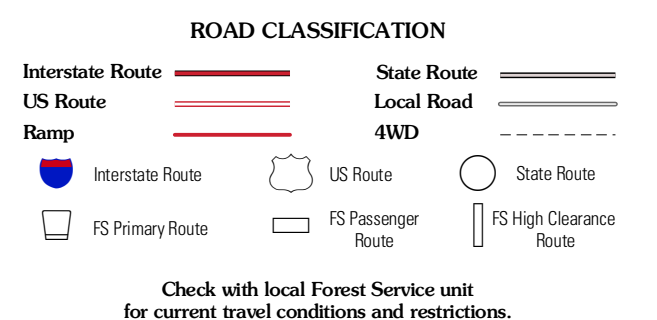 ROAD CLASSIFICATION
Interstate Route
State Route
US Route
Local Road
Ramp
4WD
Interstate Route
US Route
State Route
FS Primary Route
FS Passenger
Route
FS High Clearance
Route
Check with local Forest Service unit
for current travel conditions and restrictions.